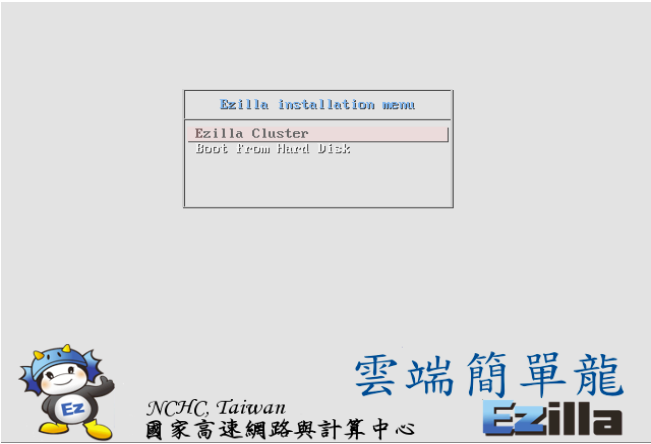 Ezilla installation menu
Ezilla Cluster
Boot from Hard Disk
雲端簡單龍
Ez
NCHC, Taiwan
Ezilla
國家高速網路與計算中心